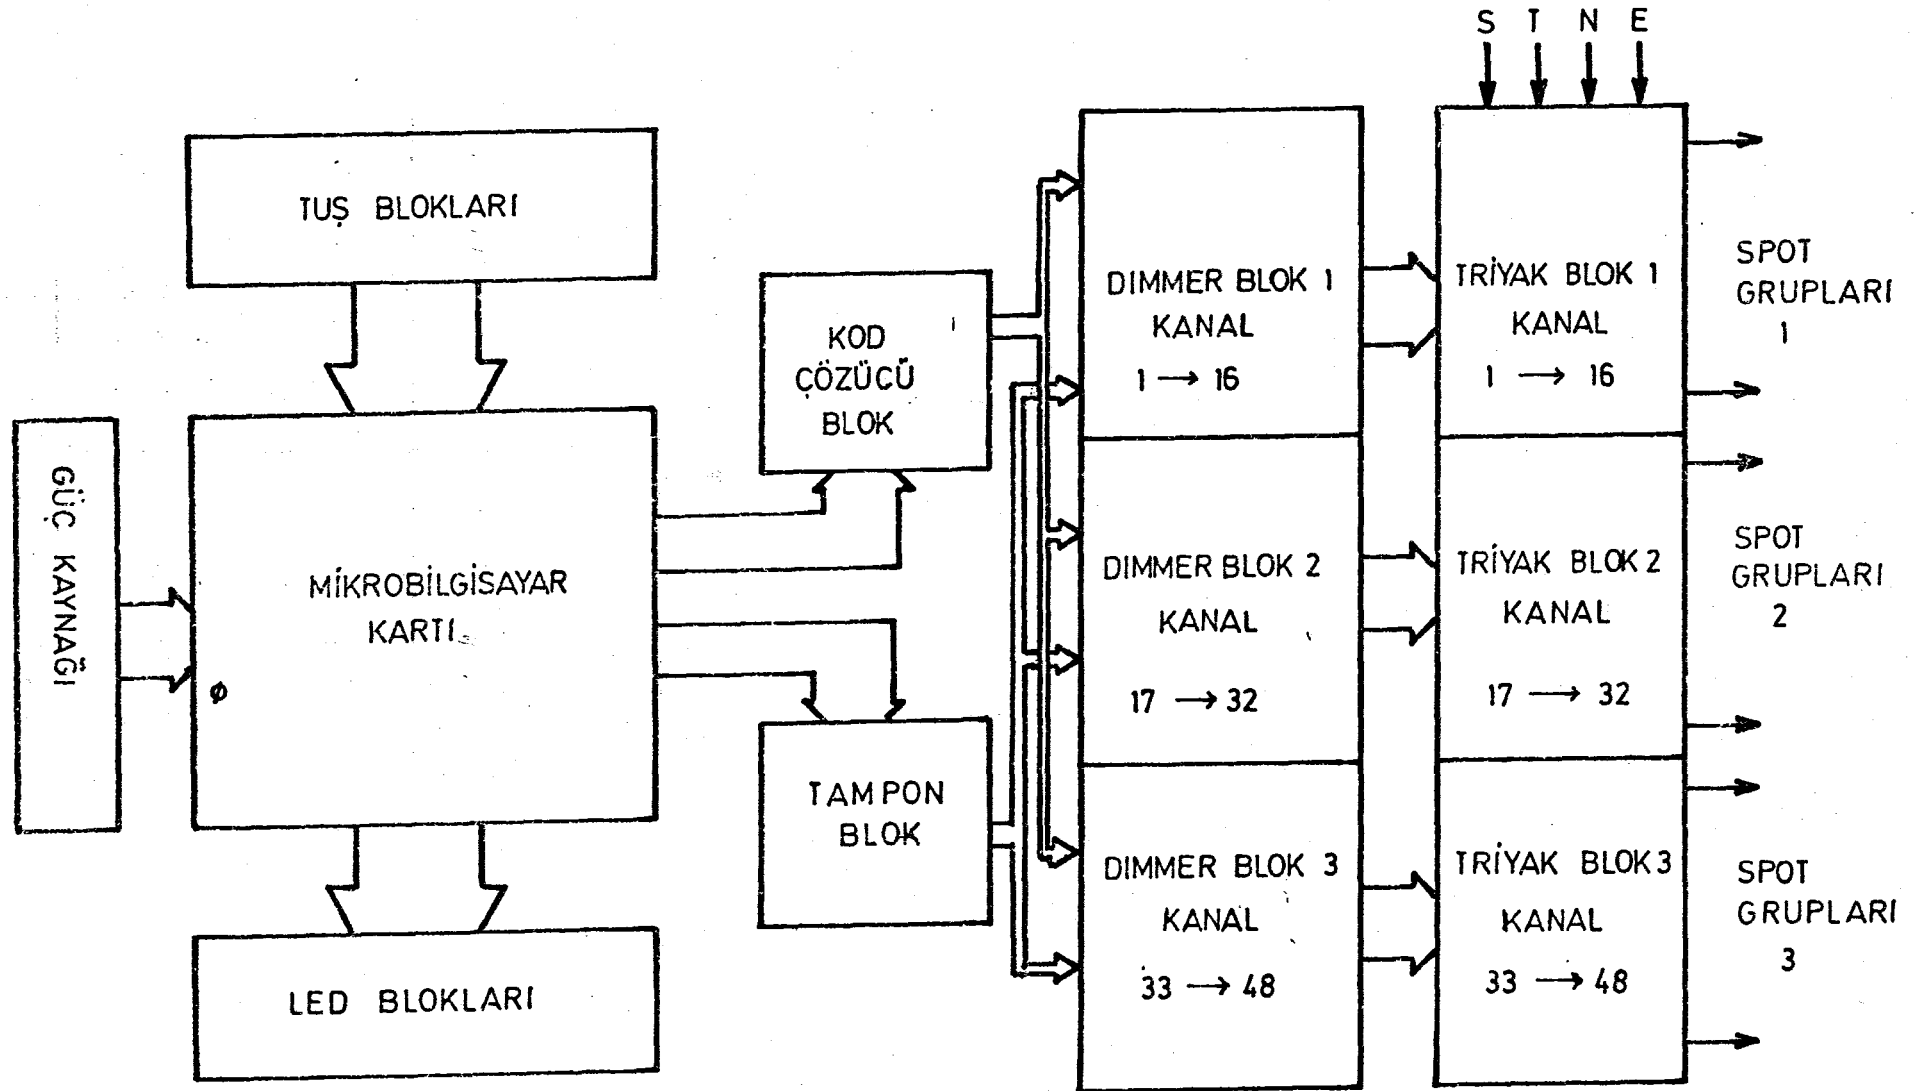 S T N E
TUŞ BLOKLARI
GÜÇ KAYNAĞI
MİKROBİLGİSAYAR
KARTI
φ
LED BLOKLARI
KOD
ÇÖZÜCÜ
BLOK
TAMPON
BLOK
DIMMER BLOK 1
KANAL
1 → 16
DIMMER BLOK 2
KANAL
17 → 32
DIMMER BLOK 3
KANAL
33 → 48
TRİYAK BLOK 1
KANAL
1 → 16
TRİYAK BLOK 2
KANAL
17 → 32
TRİYAK BLOK 3
KANAL
33 → 48
SPOT
GRUPLARI
1
SPOT
GRUPLARI
2
SPOT
GRUPLARI
3